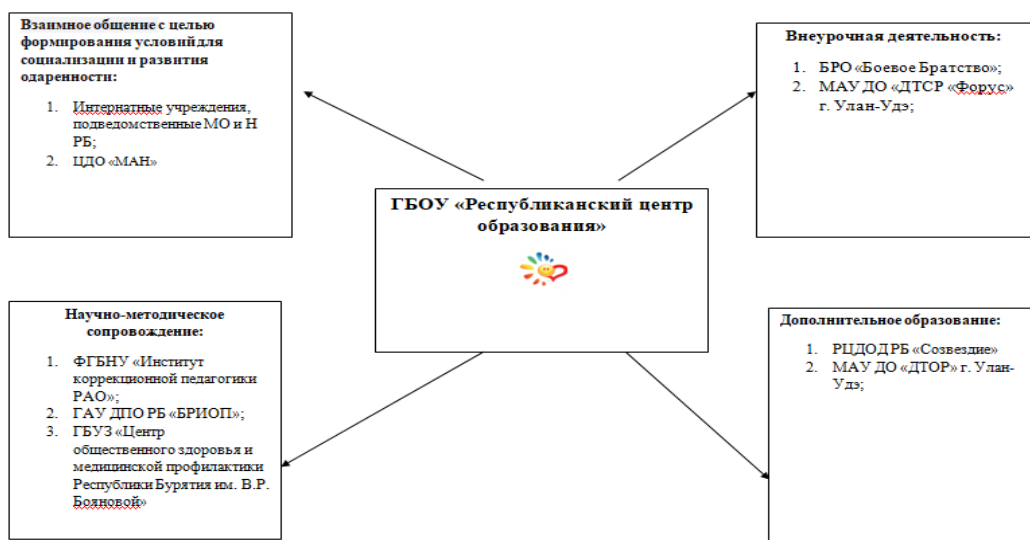 Взаимное общение с целью
формирования условий для
социализации и развития
одаренности:
1. Интернатные учреждения,
подведомственные МО и Н
РБ;
2. ЦДО «МАН»
Внеурочная деятельность:
1. БРО «Боевое Братство»;
2. МАУ ДО «ДТСР «Форус»
г. Улан-Удэ;
ГБОУ «Республиканский центр
образования»
Научно-методическое
сопровождение:
1. ФГБНУ «Институт
коррекционной педагогики
РАО»;
2. ГАУ ДПО РБ «БРИОП»;
3. ГБУЗ «Центр
общественного здоровья и
медицинской профилактики
Республики Бурятия им. В.Р.
Бояновой»
Дополнительное образование:
1. РЦДОД РБ «Созвездие»
2. МАУ ДО «ДТОР» г. Улан-
Удэ;